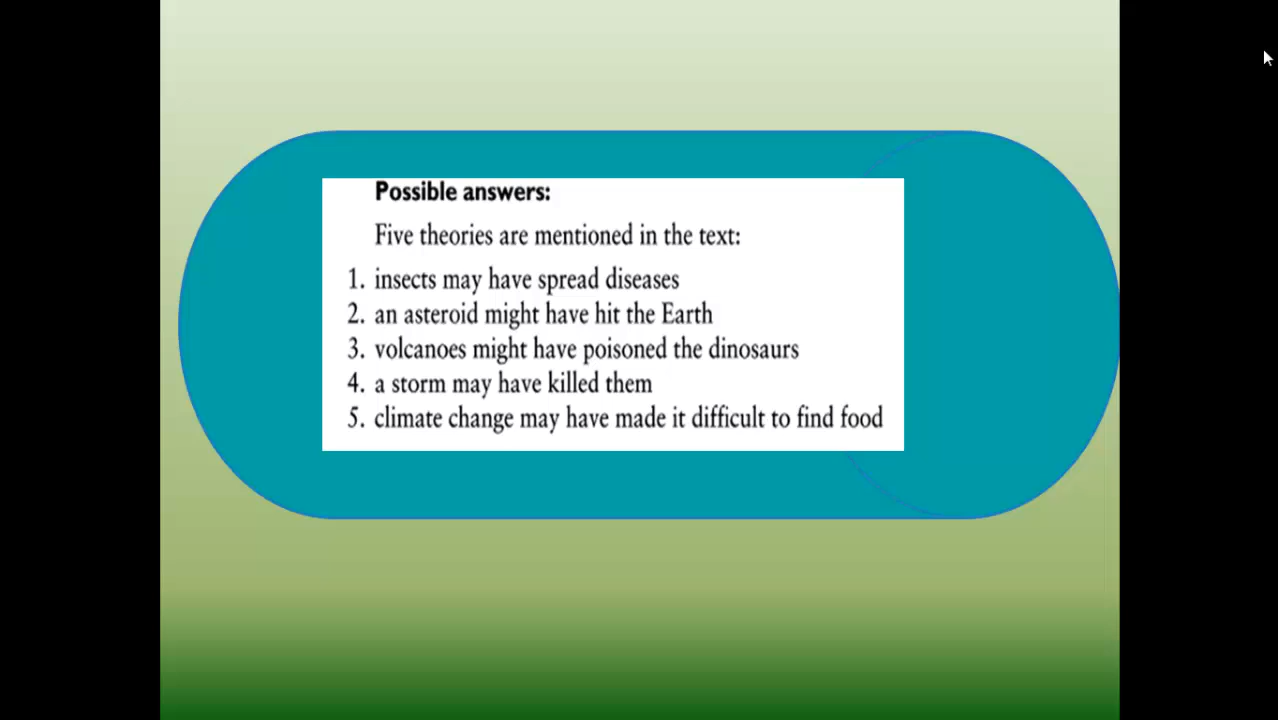 Possible answers:
Five theories are mentioned in the text:
1. insects may have spread diseases
2. an asteroid might have hit the Earth
3. volcanoes might have poisoned the dinosaurs
4. a storm may have killed them
5. climate change may have made it difficult to find food